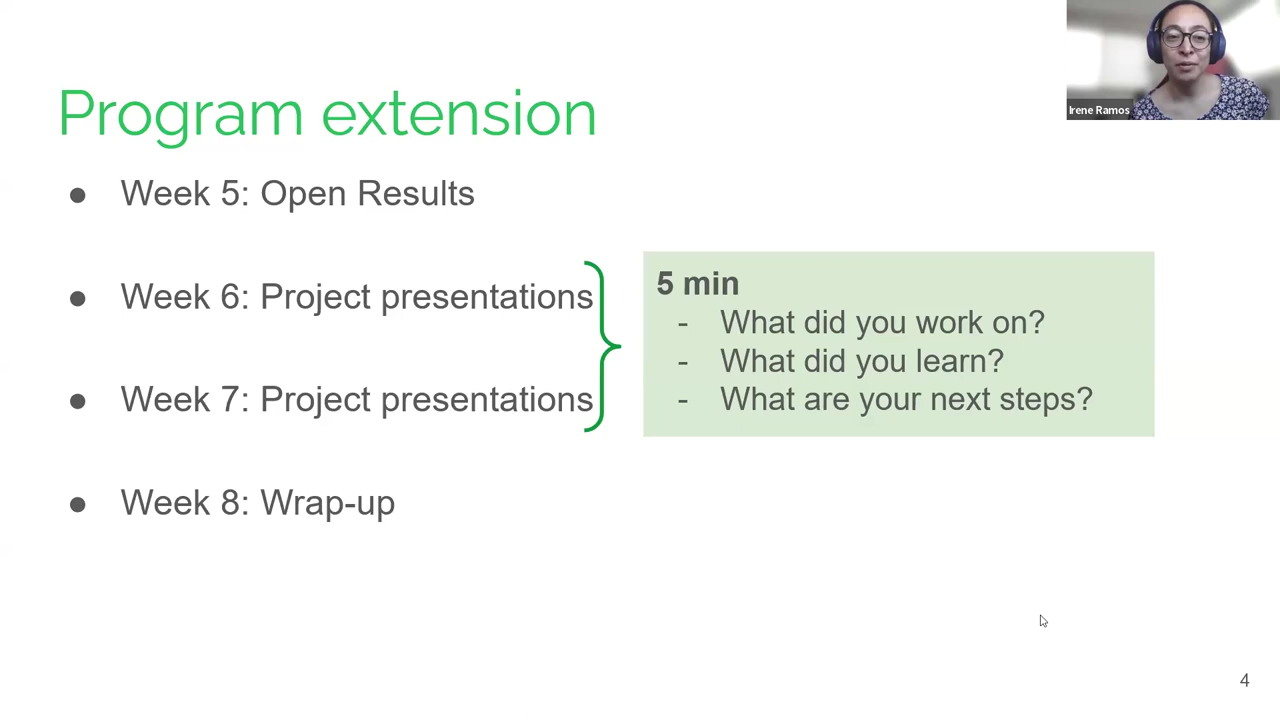 Program extension
● Week 5: Open Results
● Week 6: Project presentations
● Week 7: Project presentations
● Week 8: Wrap-up
5 min
- What did you work on?
- What did you learn?
- What are your next steps?
Irene Ramos
4